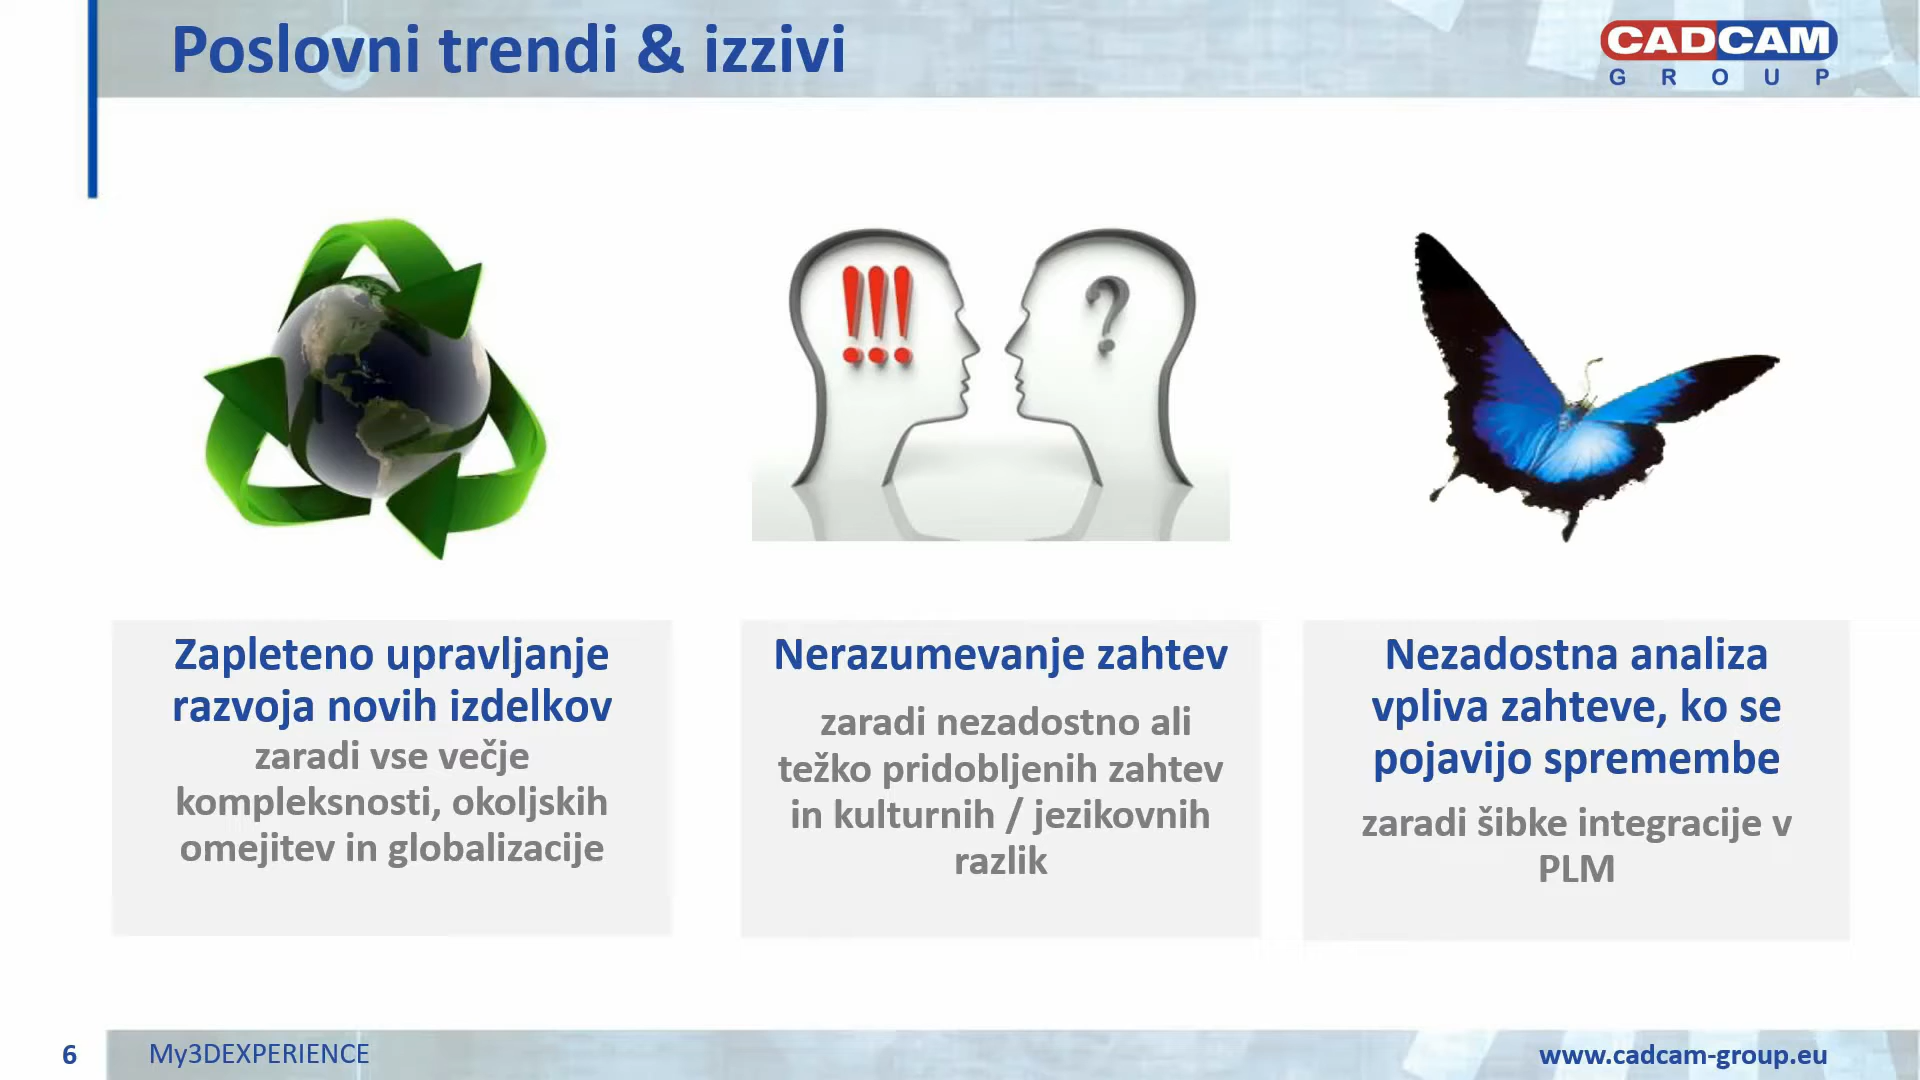 Poslovni trendi & izzivi
CADCAM
GROUP
!!!
?
Zapleteno upravljanje
razvoja novih izdelkov
zaradi vse večje
kompleksnosti, okoljskih
omejitev in globalizacije
Nerazumevanje zahtev
zaradi nezadostno ali
težko pridobljenih zahtev
in kulturnih / jezikovnih
razlik
Nezadostna analiza
vpliva zahteve, ko se
pojavijo spremembe
zaradi šibke integracije v
PLM
6
My3DEXPERIENCE
www.cadcam-group.eu